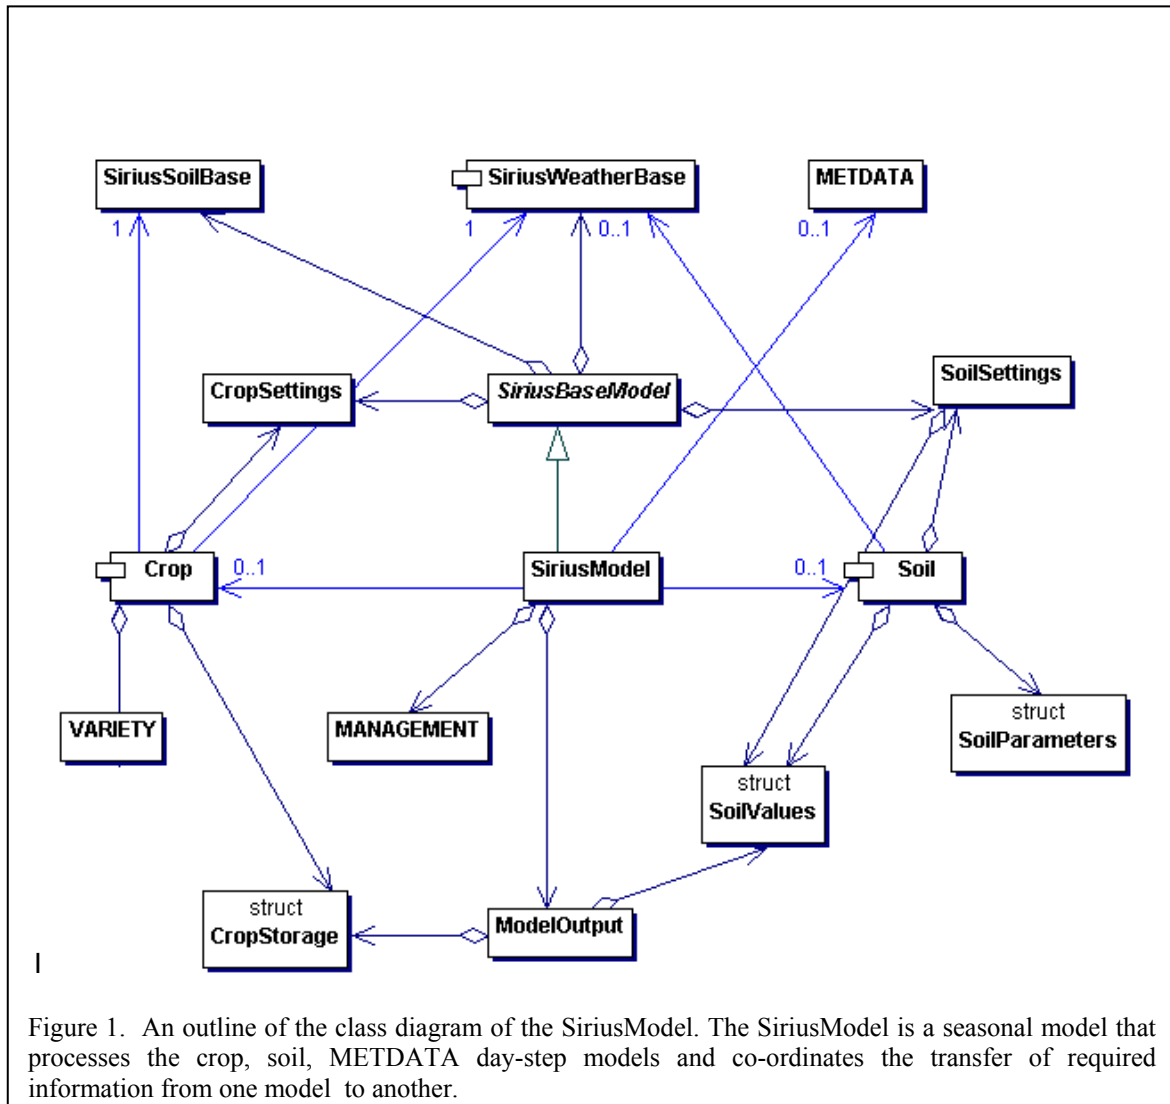 SiriusSoilBase
SiriusWeatherBase
METDATA
1
1
0..1
0..1
CropSettings
SiriusBaseModel
SoilSettings
Crop
0..1
SiriusModel
0..1
Soil
VARIETY
MANAGEMENT
struct
SoilParameters
struct
SoilValues
struct
CropStorage
ModelOutput
l
Figure 1. An outline of the class diagram of the SiriusModel. The SiriusModel is a seasonal model that
processes the crop, soil, METDATA day-step models and co-ordinates the transfer of required
information from one model to another.